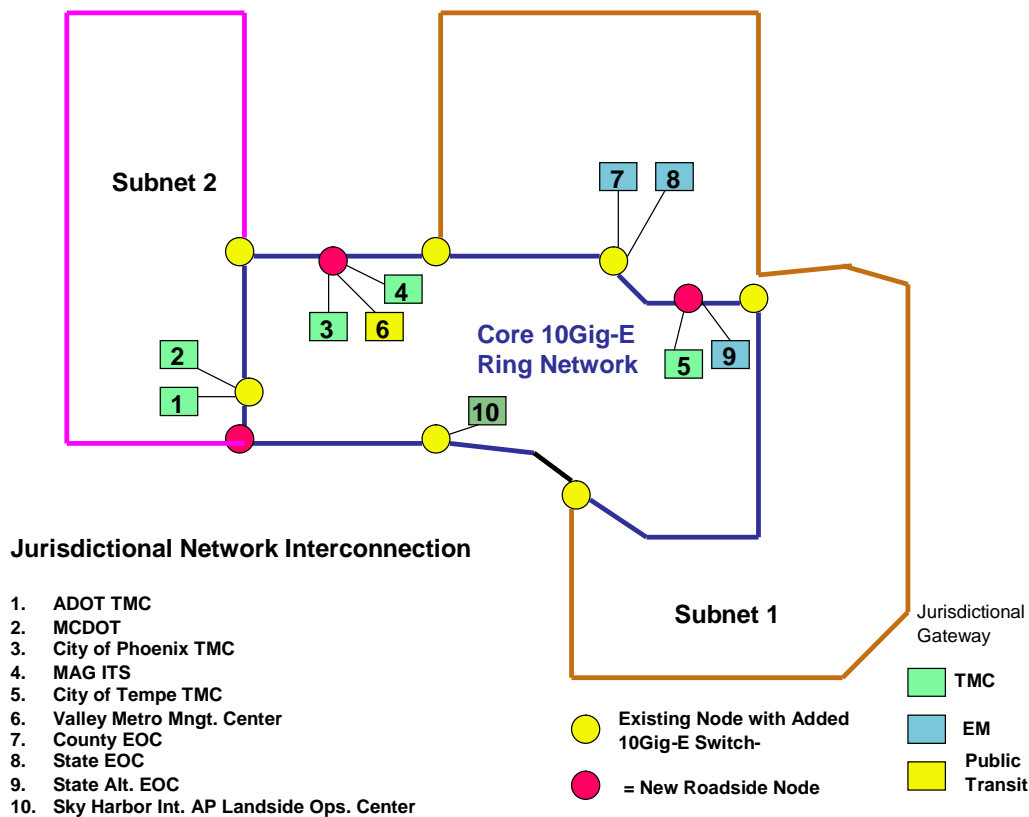 Subnet 2
7
8
4
3
6
Core 10Gig-E
Ring Network
5
9
2
1
10
Jurisdictional Network Interconnection
1. ADOT TMC
2. MCDOT
3. City of Phoenix TMC
4. MAG ITS
5. City of Tempe TMC
6. Valley Metro Mngt. Center
7. County EOC
8. State EOC
9. State Alt. EOC
10. Sky Harbor Int. AP Landside Ops. Center
Subnet 1
Existing Node with Added
10Gig-E Switch-
= New Roadside Node
Jurisdictional
Gateway
TMC
EM
Public
Transit